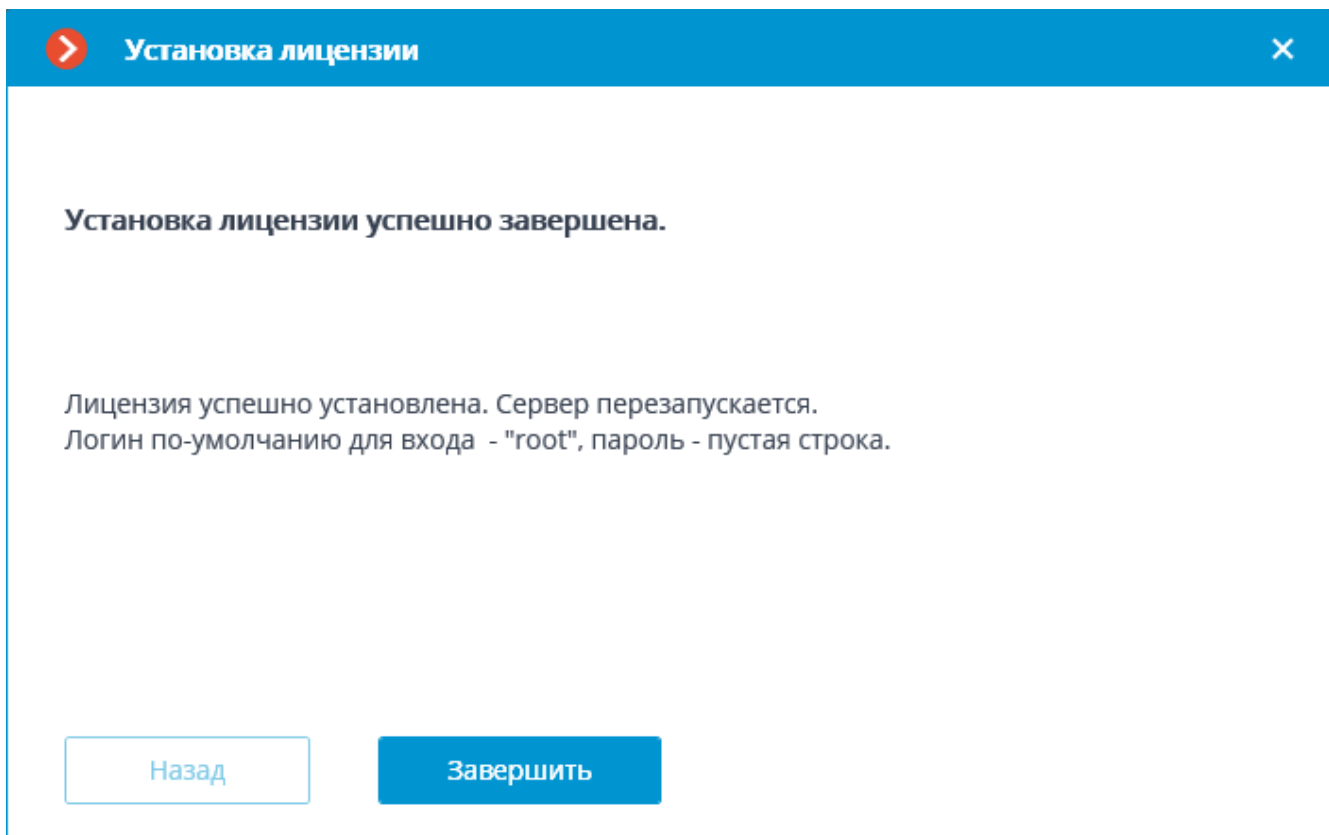 Установка лицензии
Установка лицензии успешно завершена.
Лицензия успешно установлена. Сервер перезапускается.
Логин по-умолчанию для входа  - "root", пароль - пустая строка.
Назад
Завершить